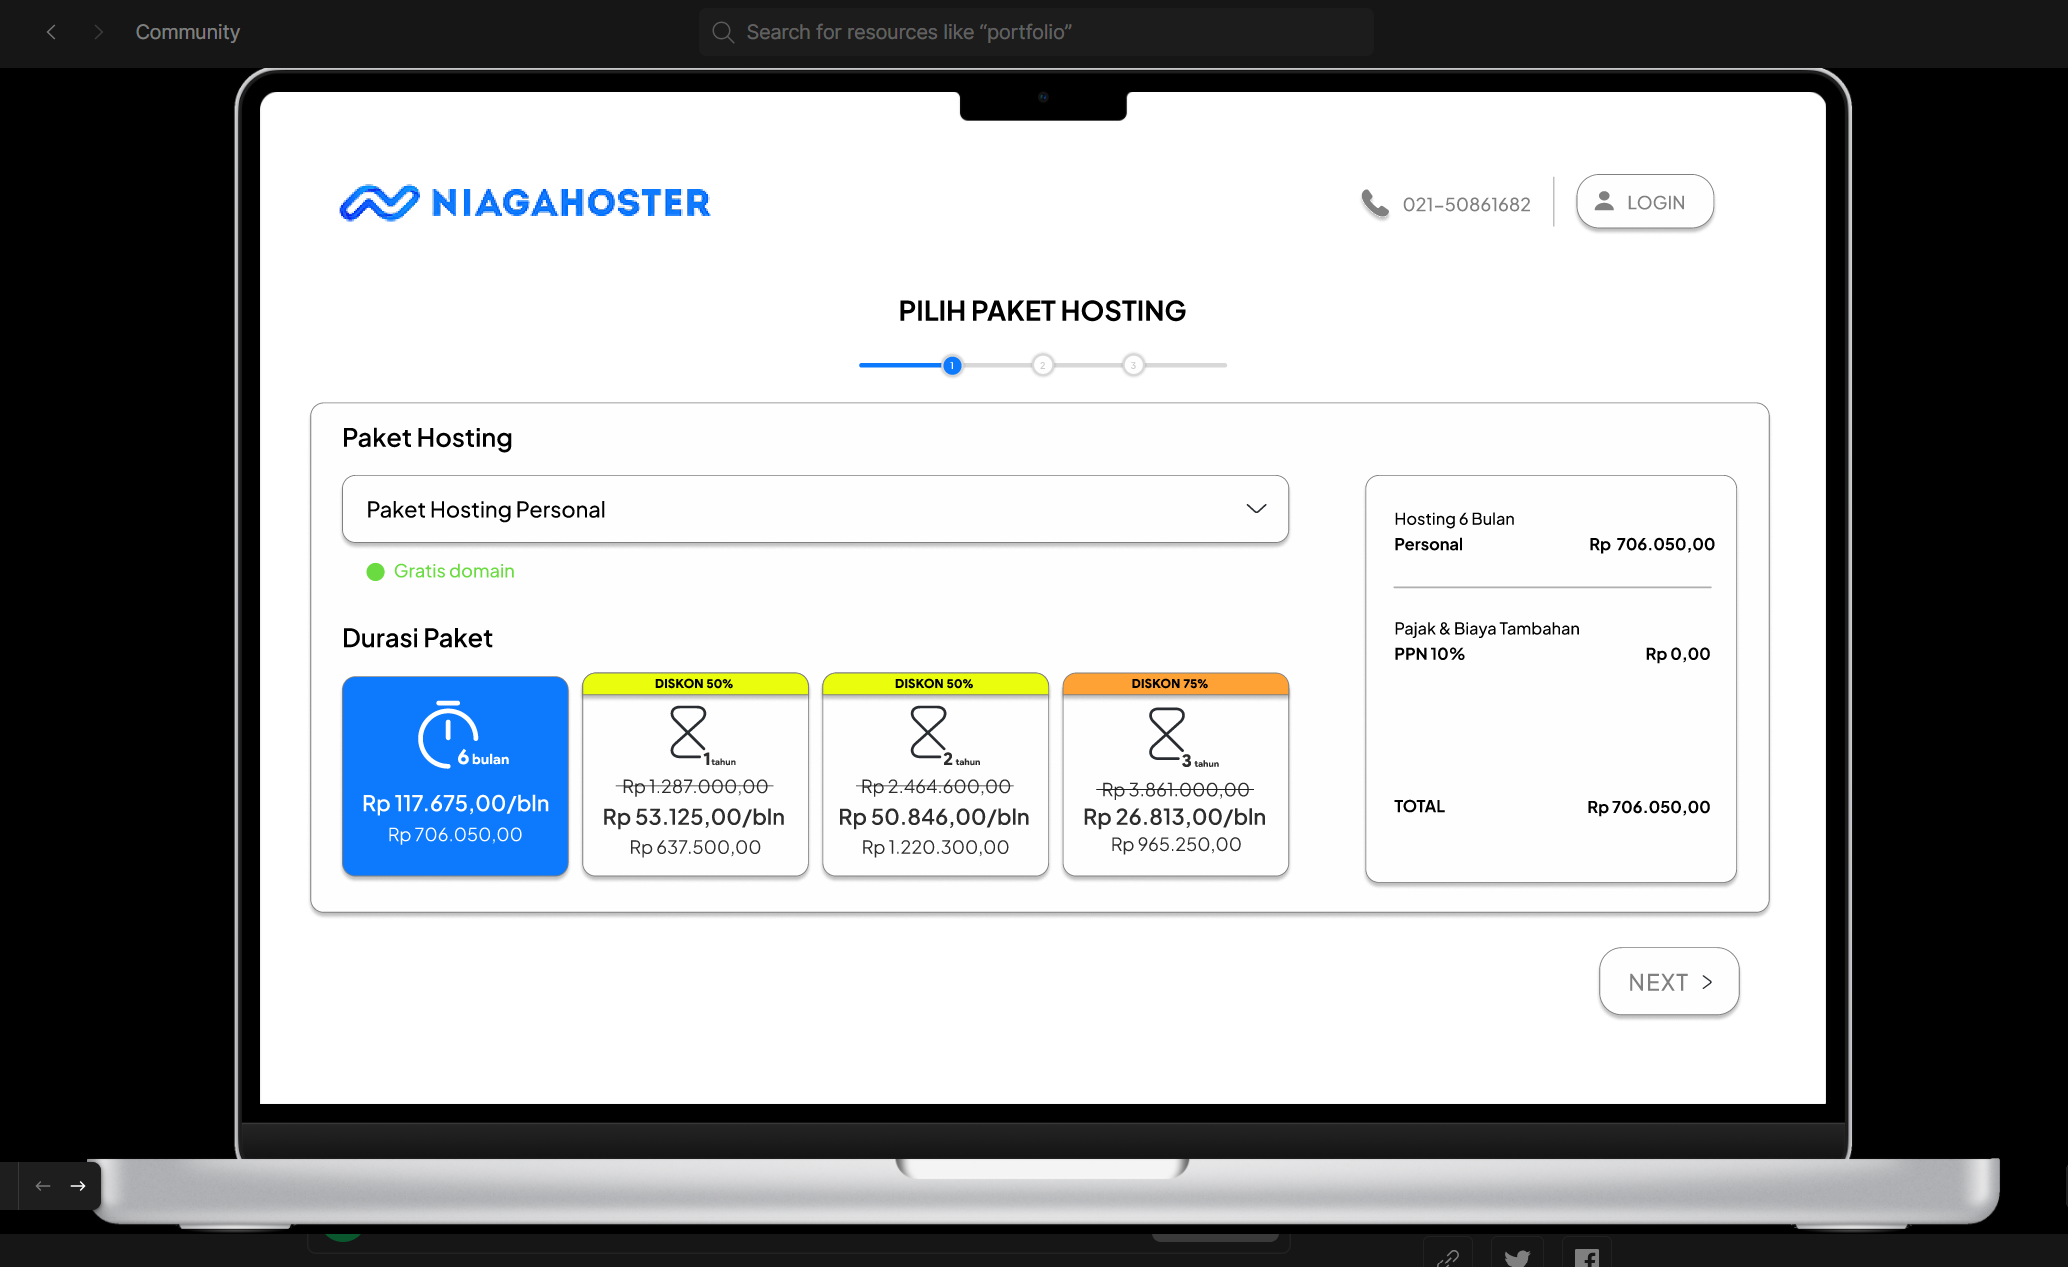 Community
Search for resources like “portfolio”
NIAGAHOSTER
021-50861682
LOGIN
PILIH PAKET HOSTING
1
2
3
Paket Hosting
Paket Hosting Personal
Gratis domain
Durasi Paket
6 bulan
Rp 117.675,00/bln
Rp 706.050,00
DISKON 50%
1 tahun
Rp 1.287.000,00
Rp 53.125,00/bln
Rp 637.500,00
DISKON 50%
2 tahun
Rp 2.464.600,00
Rp 50.846,00/bln
Rp 1.220.300,00
DISKON 75%
3 tahun
Rp 3.861.000,00
Rp 26.813,00/bln
Rp 965.250,00
Hosting 6 Bulan
Personal Rp 706.050,00
Pajak & Biaya Tambahan
PPN 10% Rp 0,00
TOTAL Rp 706.050,00
NEXT >